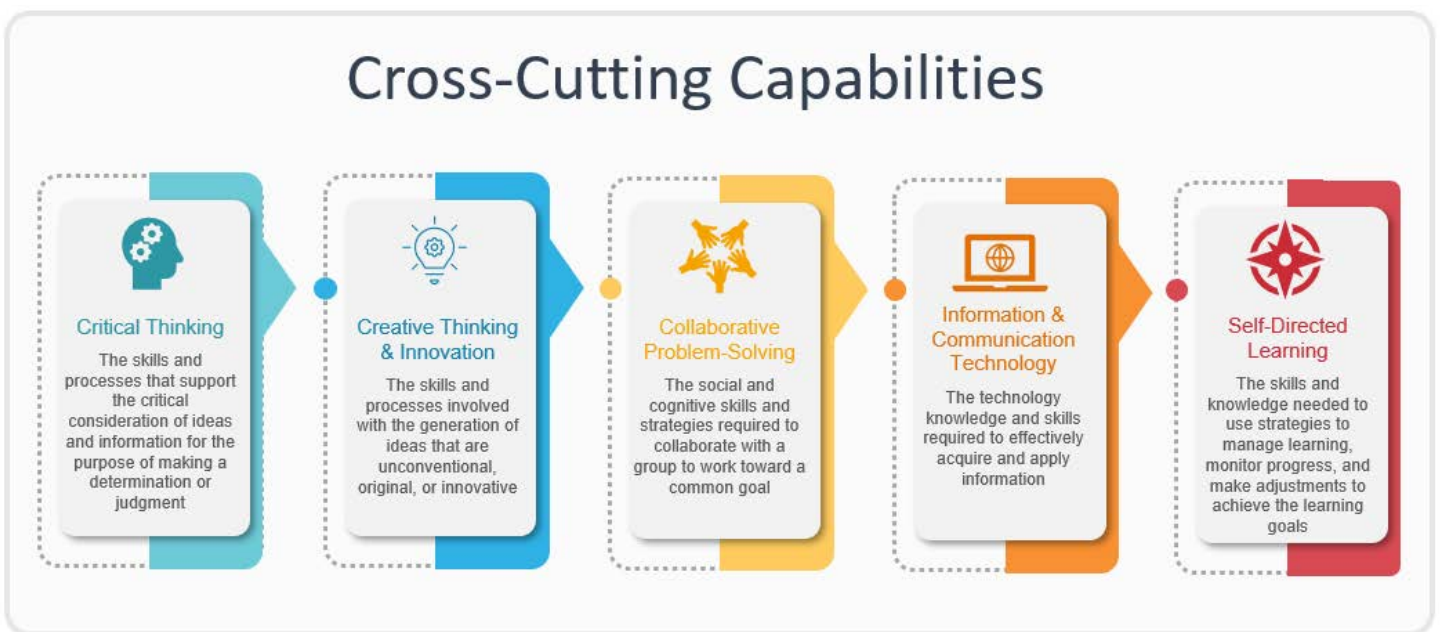 Cross-Cutting Capabilities
Critical Thinking
The skills and
processes that support
the critical
consideration of ideas
and information for the
purpose of making a
determination or
judgment
Creative Thinking
& Innovation
The skills and
processes involved
with the generation of
ideas that are
unconventional,
original, or innovative
Collaborative
Problem-Solving
The social and
cognitive skills and
strategies required to
collaborate with a
group to work toward a
common goal
Information &
Communication
Technology
The technology
knowledge and skills
required to effectively
acquire and apply
information
Self-Directed
Learning
The skills and
knowledge needed to
use strategies to
manage learning,
monitor progress, and
make adjustments to
achieve the learning
goals